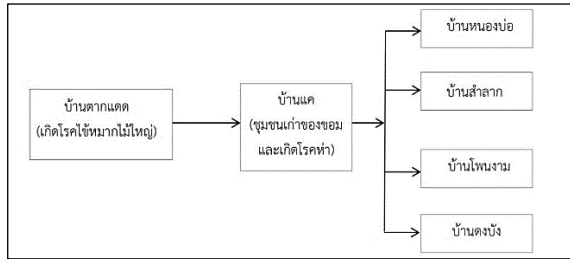 บ้านตากแดด
(เกิดโรคไข้หมากไม้ใหญ่)
บ้านแค
(ชุมชนเก่าของขอม
และเกิดโรคห่า)
บ้านหนองบ่อ
บ้านสำลาก
บ้านโพนงาม
บ้านดงบัง